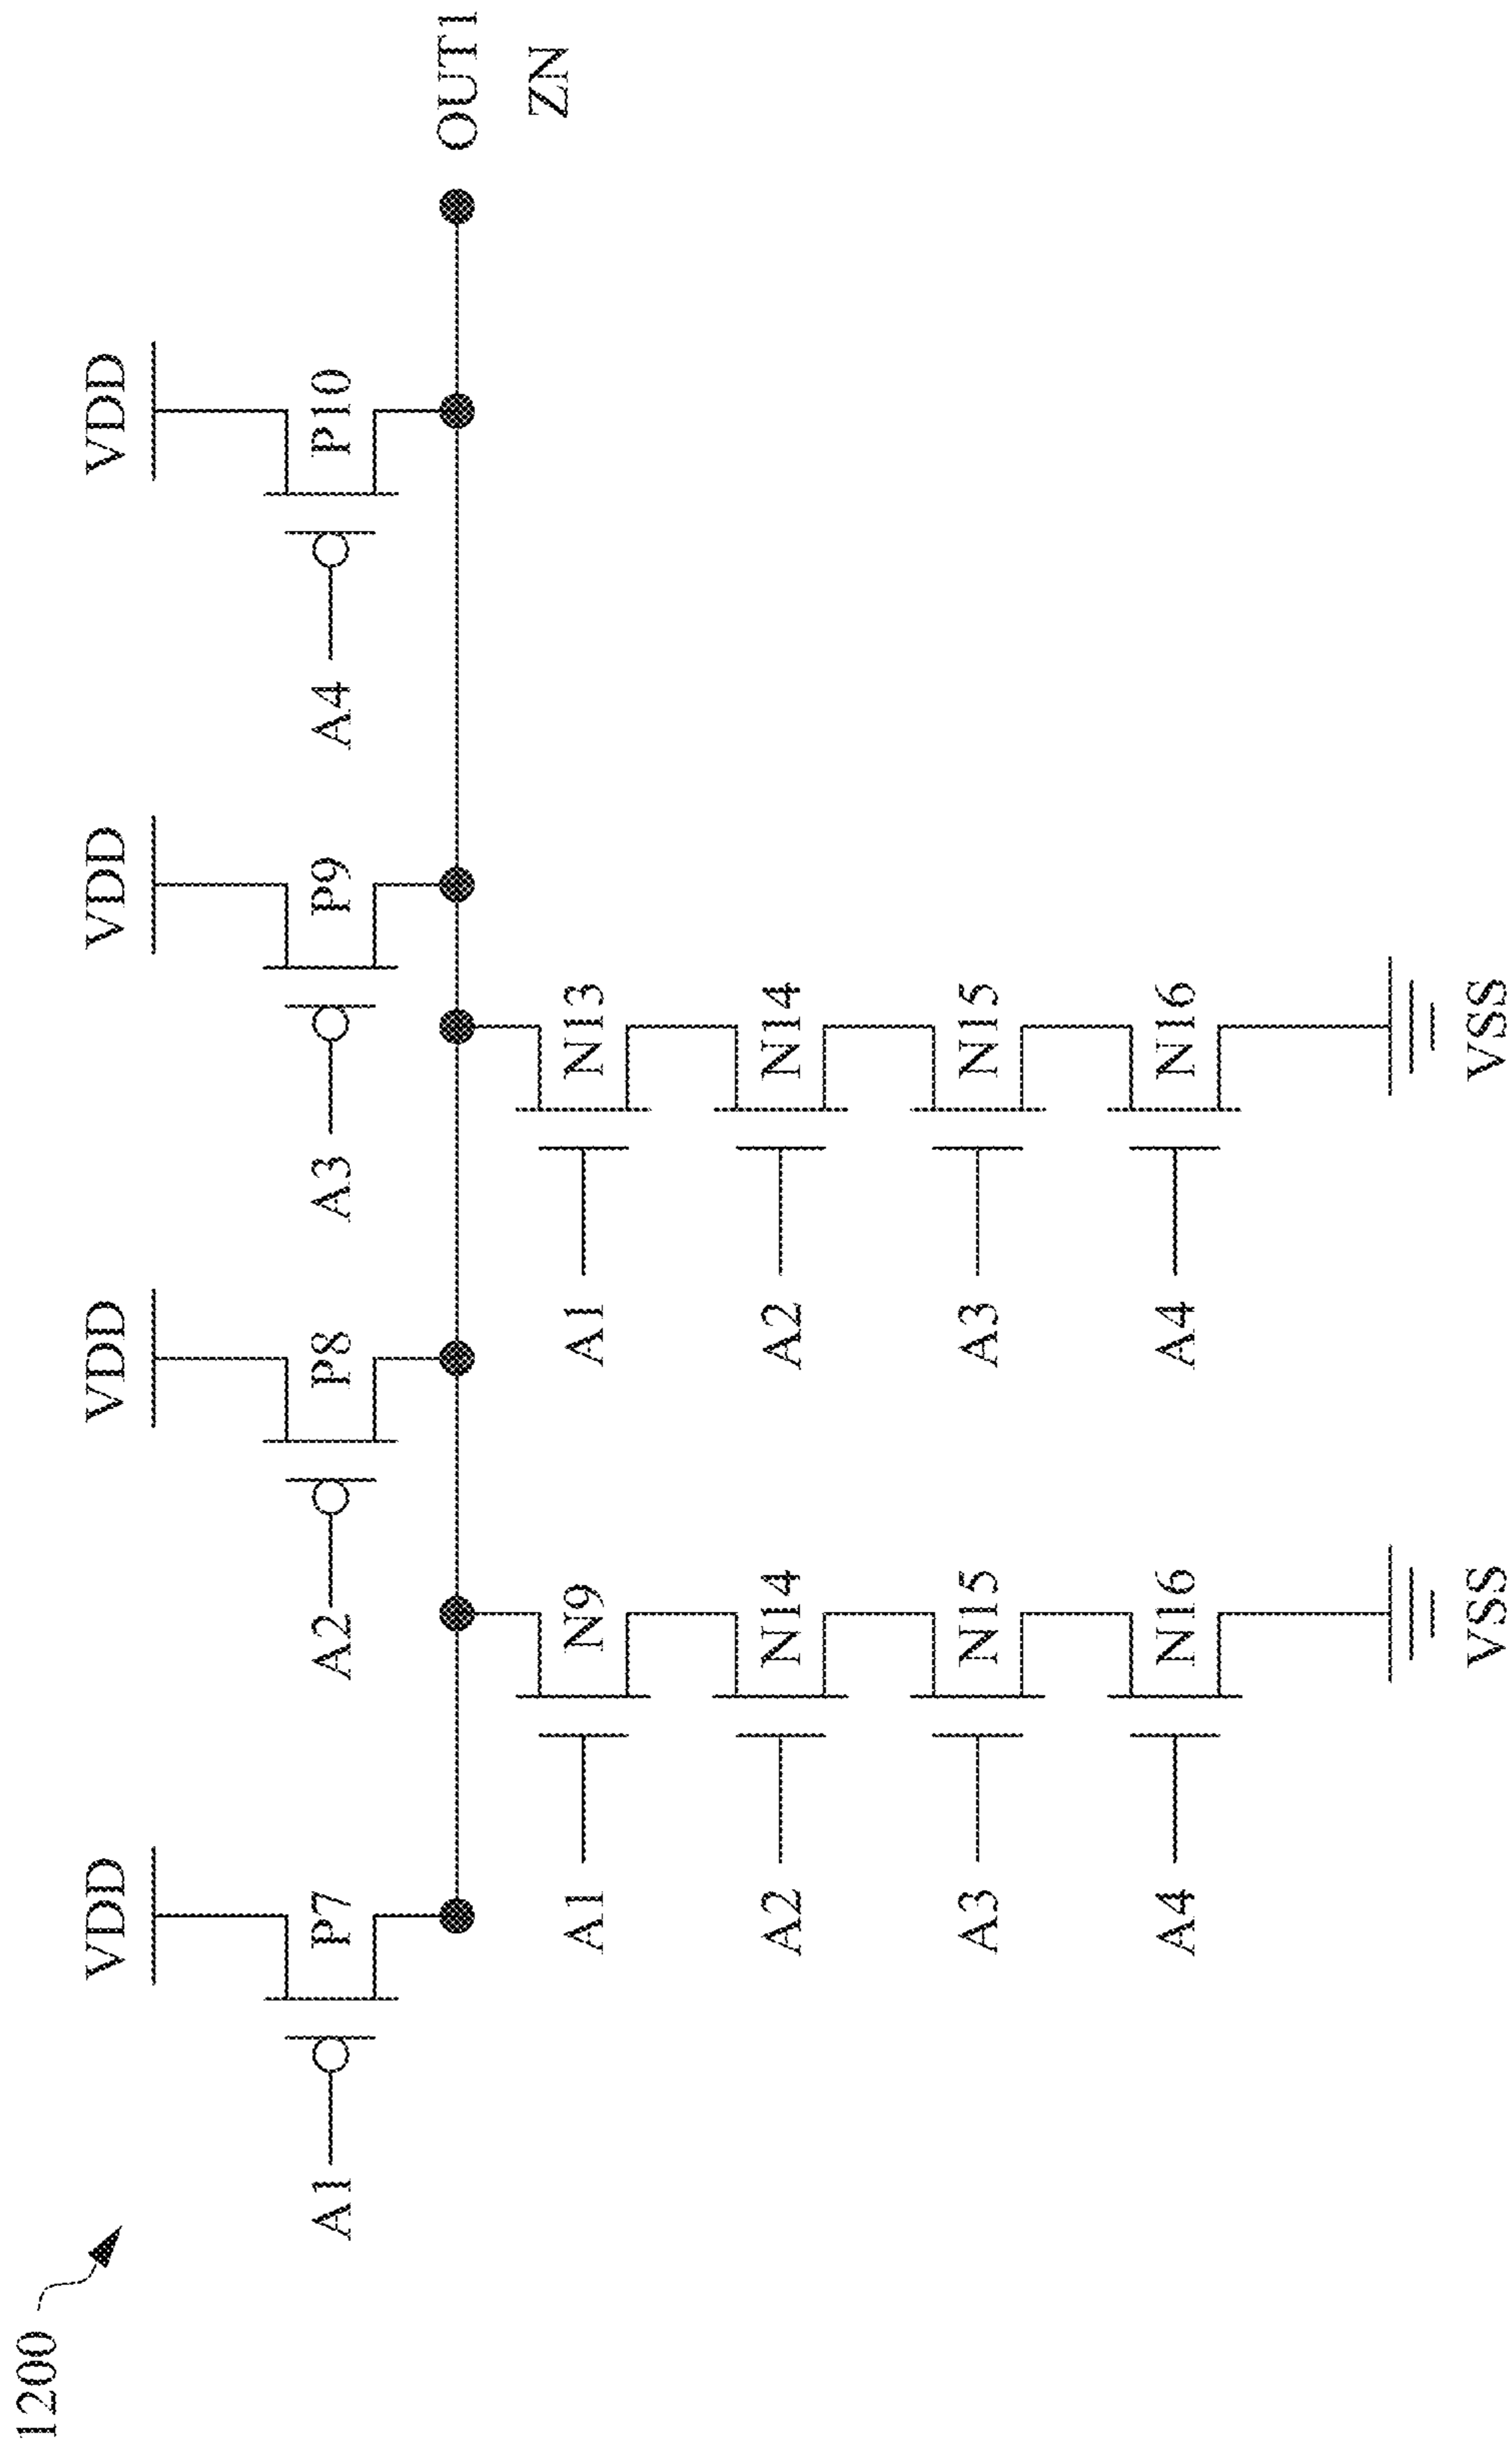 1200
VDD VDD VDD VDD
A1 P7 A2 P8 A3 P9 A4 P10
OUT1
ZN
A1 N9 A1 N13
A2 N14 A2 N14
A3 N15 A3 N15
A4 N16 A4 N16
VSS VSS